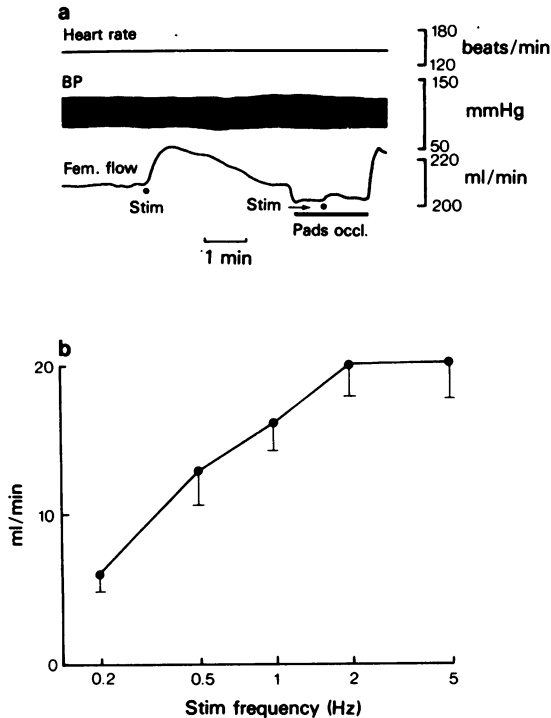 a
Heart rate
180
beats/min
120
BP
150
mmHg
50
Fem. flow
220
ml/min
200
Stim
Stim
Pads occl.
1 min
b
20
10
0
ml/min
0.2
0.5
1
2
5
Stim frequency (Hz)